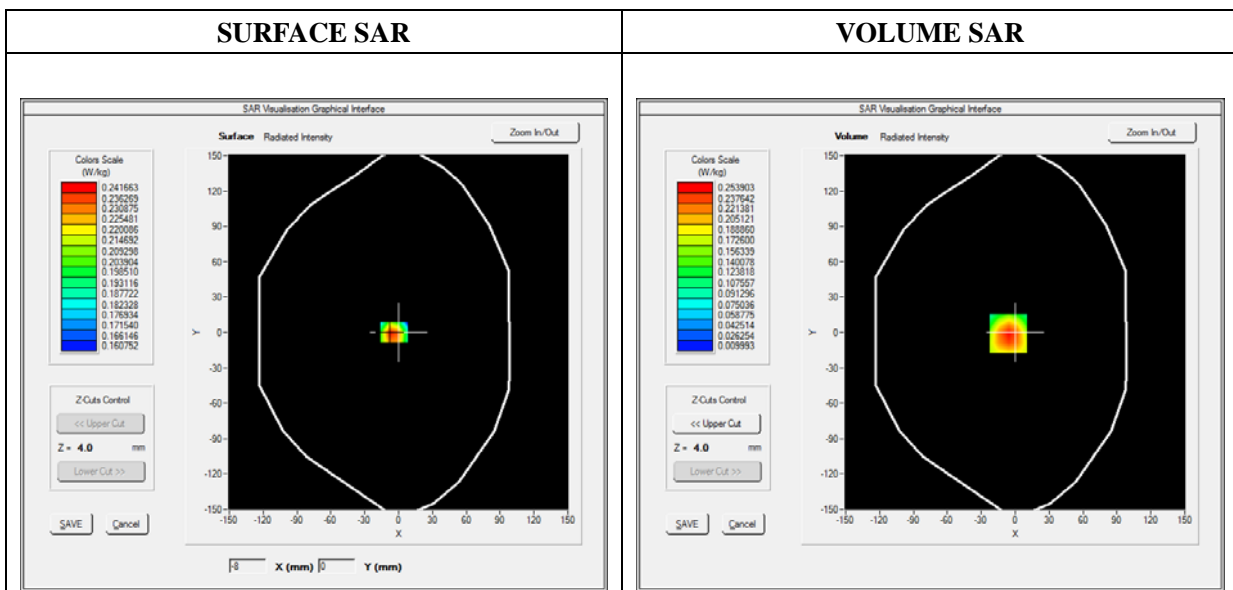 SURFACE SAR
VOLUME SAR
SAR Visualisation Graphical Interface
Surface Radiated Intensity
Zoom In/Out
Colors Scale
(W/kg)
0.241663
0.236269
0.230875
0.225481
0.220086
0.214692
0.209298
0.203904
0.198510
0.193116
0.187722
0.182328
0.176934
0.171540
0.166146
0.160752
Z-Cuts Control
<< Upper Cut
Z = 4.0 mm
Lower Cut >>
SAVE Cancel
150
120
90
60
30
0
-30
-60
-90
-120
-150
Y
-150 -120 -90 -60 -30 0 30 60 90 120 150
X
-8 X (mm) 0 Y (mm)
SAR Visualisation Graphical Interface
Volume Radiated Intensity
Zoom In/Out
Colors Scale
(W/kg)
0.253903
0.237642
0.221381
0.205121
0.188860
0.172600
0.156339
0.140078
0.123818
0.107557
0.091296
0.075036
0.058775
0.042514
0.026254
0.009993
Z-Cuts Control
<< Upper Cut
Z = 4.0 mm
Lower Cut >>
SAVE Cancel
150
120
90
60
30
0
-30
-60
-90
-120
-150
Y
-150 -120 -90 -60 -30 0 30 60 90 120 150
X